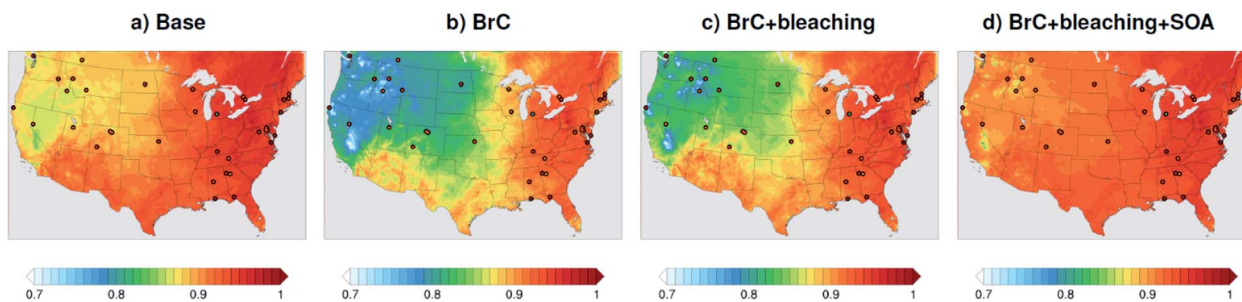 a) Base
b) BrC
c) BrC+bleaching
d) BrC+bleaching+SOA
0.7 0.8 0.9 1
0.7 0.8 0.9 1
0.7 0.8 0.9 1
0.7 0.8 0.9 1